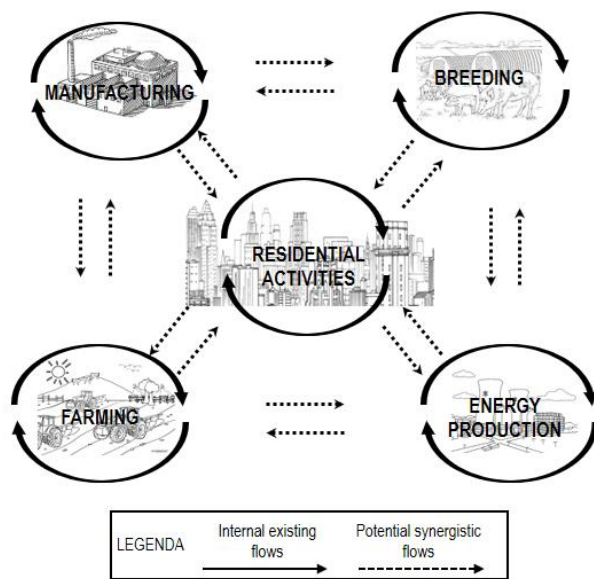 MANUFACTURING
BREEDING
RESIDENTIAL
ACTIVITIES
FARMING
ENERGY
PRODUCTION
LEGENDA
Internal existing
flows
Potential synergistic
flows